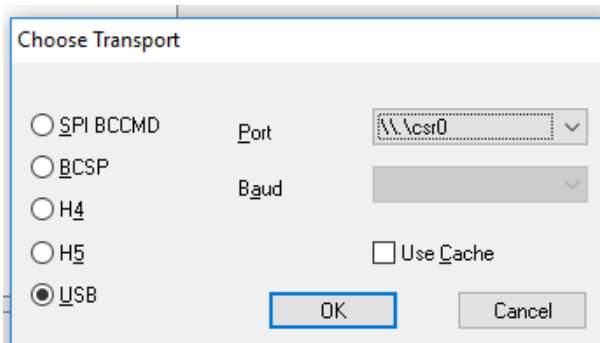 Choose Transport
SPI BCCMD
BCSP
H4
H5
USB
Port
\\.\csr0
Baud
Use Cache
OK
Cancel